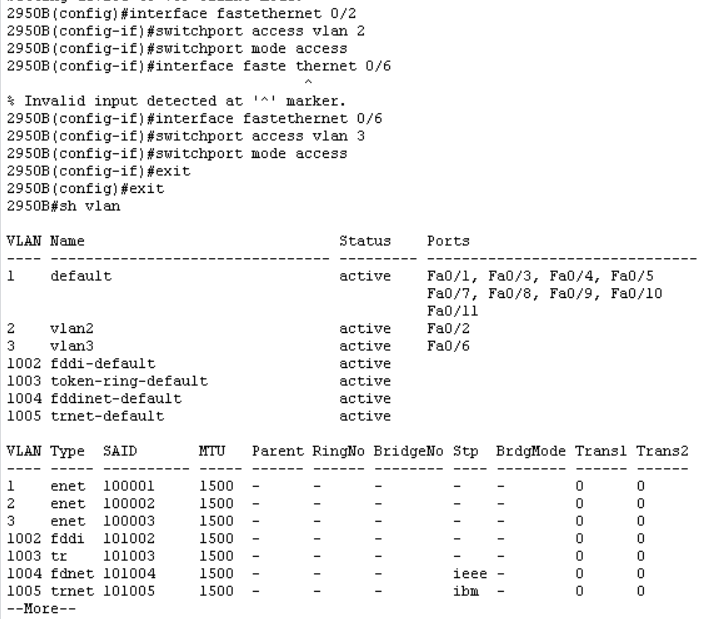 2950B(config)#interface fastethernet 0/2
2950B(config-if)#switchport access vlan 2
2950B(config-if)#switchport mode access
2950B(config-if)#interface faste thernet 0/6
^
% Invalid input detected at '^' marker.
2950B(config-if)#interface fastethernet 0/6
2950B(config-if)#switchport access vlan 3
2950B(config-if)#switchport mode access
2950B(config-if)#exit
2950B(config)#exit
2950B#sh vlan

VLAN Name                             Status    Ports
---- -------------------------------- --------- -------------------------------
1    default                          active    Fa0/1, Fa0/3, Fa0/4, Fa0/5
                                                Fa0/7, Fa0/8, Fa0/9, Fa0/10
                                                Fa0/11
2    vlan2                            active    Fa0/2
3    vlan3                            active    Fa0/6
1002 fddi-default                     active
1003 token-ring-default               active
1004 fddinet-default                  active
1005 trnet-default                    active

VLAN Type  SAID       MTU   Parent RingNo BridgeNo Stp  BrdgMode Trans1 Trans2
---- ----- ---------- ----- ------ ------ -------- ---- -------- ------ ------
1    enet  100001     1500  -      -      -        -    -        0      0
2    enet  100002     1500  -      -      -        -    -        0      0
3    enet  100003     1500  -      -      -        -    -        0      0
1002 fddi  101002     1500  -      -      -        -    -        0      0
1003 tr    101003     1500  -      -      -        -    -        0      0
1004 fdnet 101004     1500  -      -      -        ieee -        0      0
1005 trnet 101005     1500  -      -      -        ibm  -        0      0
--More--